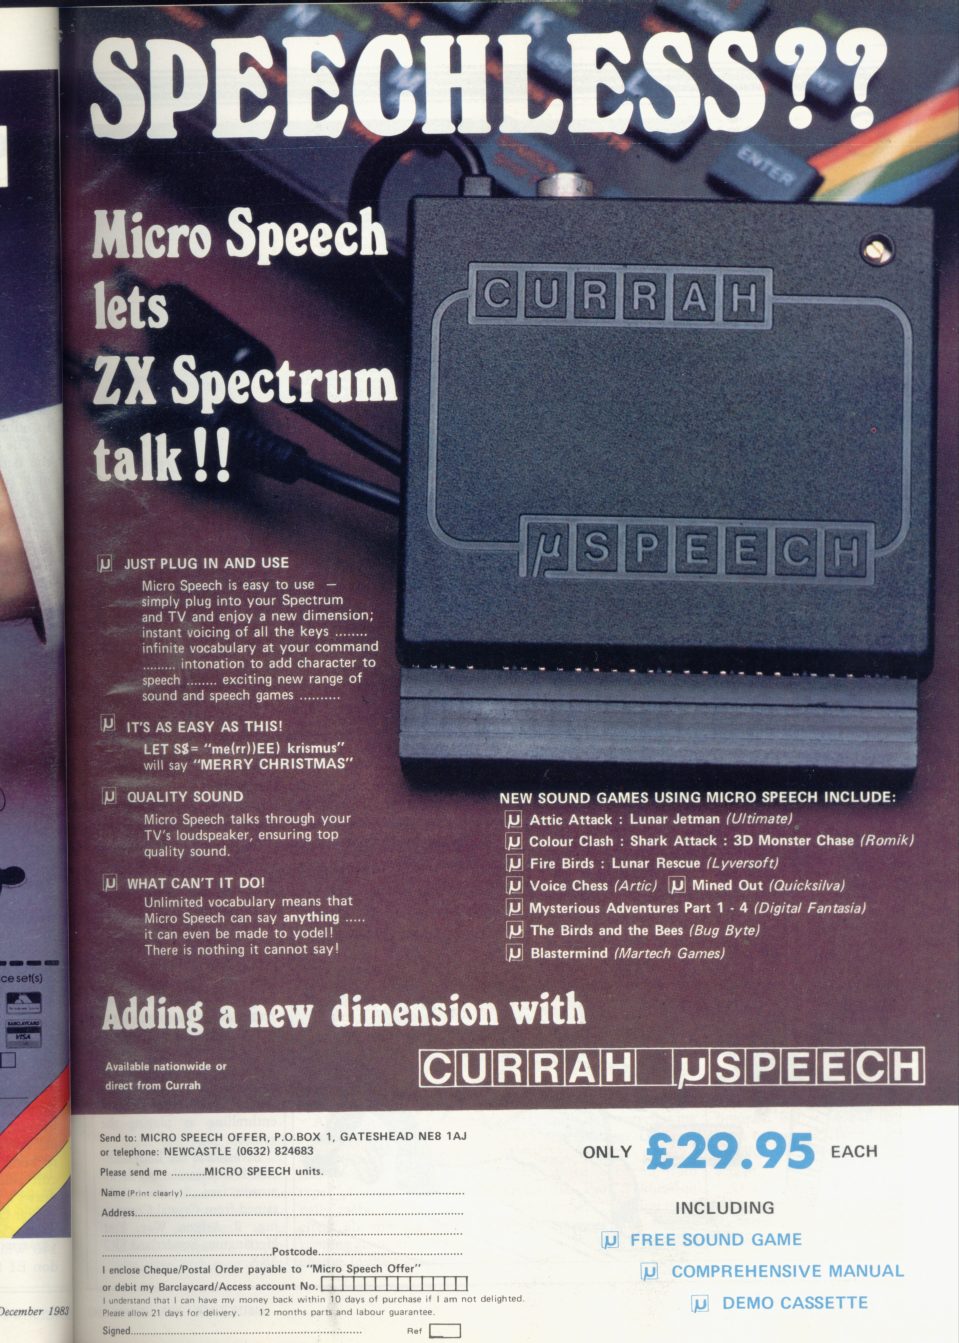 SPEECHLESS??
Micro Speech
lets
ZX Spectrum
talk!!
ENTER
CURRAH
µSPEECH
µ JUST PLUG IN AND USE
Micro Speech is easy to use —
simply plug into your Spectrum
and TV and enjoy a new dimension;
instant voicing of all the keys ........
infinite vocabulary at your command
......... intonation to add character to
speech ........ exciting new range of
sound and speech games ..........
µ IT'S AS EASY AS THIS!
LET S$= "me(rr))EE) krismus"
will say "MERRY CHRISTMAS"
µ QUALITY SOUND
Micro Speech talks through your
TV's loudspeaker, ensuring top
quality sound.
µ WHAT CAN'T IT DO!
Unlimited vocabulary means that
Micro Speech can say anything .....
it can even be made to yodel!
There is nothing it cannot say!
NEW SOUND GAMES USING MICRO SPEECH INCLUDE:
µ Attic Attack : Lunar Jetman (Ultimate)
µ Colour Clash : Shark Attack : 3D Monster Chase (Romik)
µ Fire Birds : Lunar Rescue (Lyversoft)
µ Voice Chess (Artic) µ Mined Out (Quicksilva)
µ Mysterious Adventures Part 1 - 4 (Digital Fantasia)
µ The Birds and the Bees (Bug Byte)
µ Blastermind (Martech Games)
Adding a new dimension with
CURRAH µSPEECH
Available nationwide or
direct from Currah
Send to: MICRO SPEECH OFFER, P.O.BOX 1, GATESHEAD NE8 1AJ
or telephone: NEWCASTLE (0632) 824683
Please send me ...........MICRO SPEECH units.
Name (Print clearly) ..........
Address..........
..........Postcode..........
I enclose Cheque/Postal Order payable to "Micro Speech Offer"
or debit my Barclaycard/Access account No.
I understand that I can have my money back within 10 days of purchase if I am not delighted.
Please allow 21 days for delivery. 12 months parts and labour guarantee.
Signed.......... Ref
ONLY £29.95 EACH
INCLUDING
µ FREE SOUND GAME
µ COMPREHENSIVE MANUAL
µ DEMO CASSETTE
ce set(s)
BARCLAYCARD
VISA
December 1983